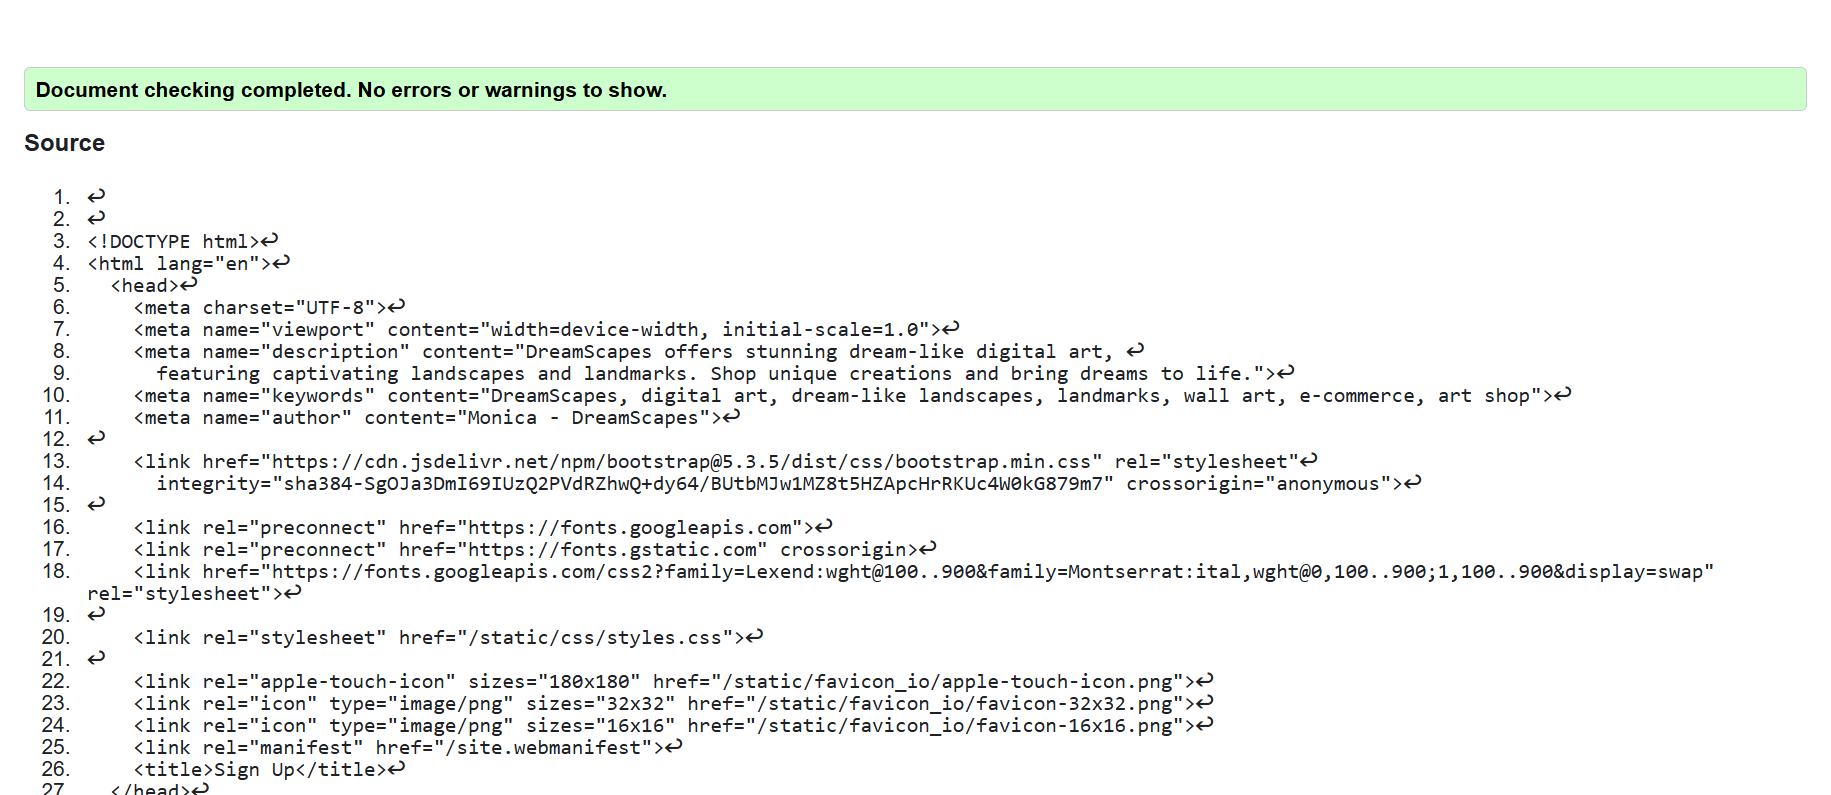 Document checking completed. No errors or warnings to show.
Source
1. ↩
2. ↩
3. <!DOCTYPE html>↩
4. <html lang="en">↩
5. <head>↩
6. <meta charset="UTF-8">↩
7. <meta name="viewport" content="width=device-width, initial-scale=1.0">↩
8. <meta name="description" content="DreamScapes offers stunning dream-like digital art, ↩
9. featuring captivating landscapes and landmarks. Shop unique creations and bring dreams to life.">↩
10. <meta name="keywords" content="DreamScapes, digital art, dream-like landscapes, landmarks, wall art, e-commerce, art shop">↩
11. <meta name="author" content="Monica - DreamScapes">↩
12. ↩
13. <link href="https://cdn.jsdelivr.net/npm/bootstrap@5.3.5/dist/css/bootstrap.min.css" rel="stylesheet"↩
14. integrity="sha384-SgOJa3DmI69IUzQ2PVdRZhwQ+dy64/BUtbMJw1MZ8t5HZApcHrRKUc4W0kG879m7" crossorigin="anonymous">↩
15. ↩
16. <link rel="preconnect" href="https://fonts.googleapis.com">↩
17. <link rel="preconnect" href="https://fonts.gstatic.com" crossorigin>↩
18. <link href="https://fonts.googleapis.com/css2?family=Lexend:wght@100..900&family=Montserrat:ital,wght@0,100..900;1,100..900&display=swap"
rel="stylesheet">↩
19. ↩
20. <link rel="stylesheet" href="/static/css/styles.css">↩
21. ↩
22. <link rel="apple-touch-icon" sizes="180x180" href="/static/favicon_io/apple-touch-icon.png">↩
23. <link rel="icon" type="image/png" sizes="32x32" href="/static/favicon_io/favicon-32x32.png">↩
24. <link rel="icon" type="image/png" sizes="16x16" href="/static/favicon_io/favicon-16x16.png">↩
25. <link rel="manifest" href="/site.webmanifest">↩
26. <title>Sign Up</title>↩
27. </head>↩